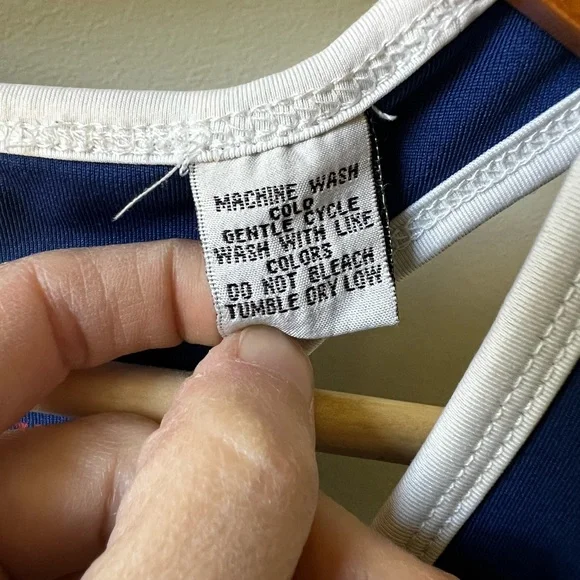 MACHINE WASH
COLD
GENTLE CYCLE
WASH WITH LIKE
COLORS
DO NOT BLEACH
TUMBLE DRY LOW